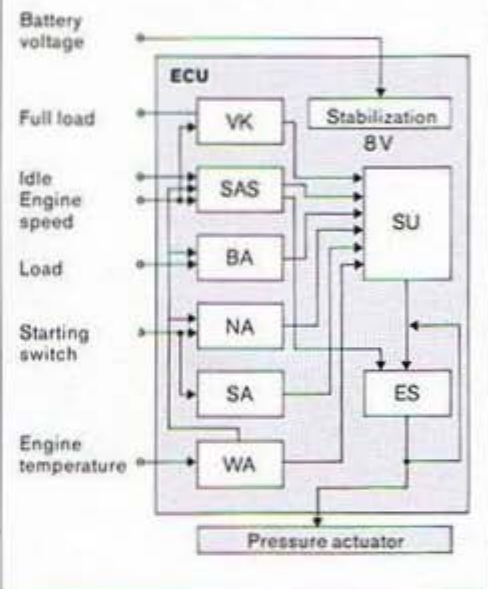 Battery
voltage
ECU
Full load
VK
Stabilization
8 V
Idle
Engine
speed
SAS
SU
Load
BA
Starting
switch
NA
SA
ES
Engine
temperature
WA
Pressure actuator